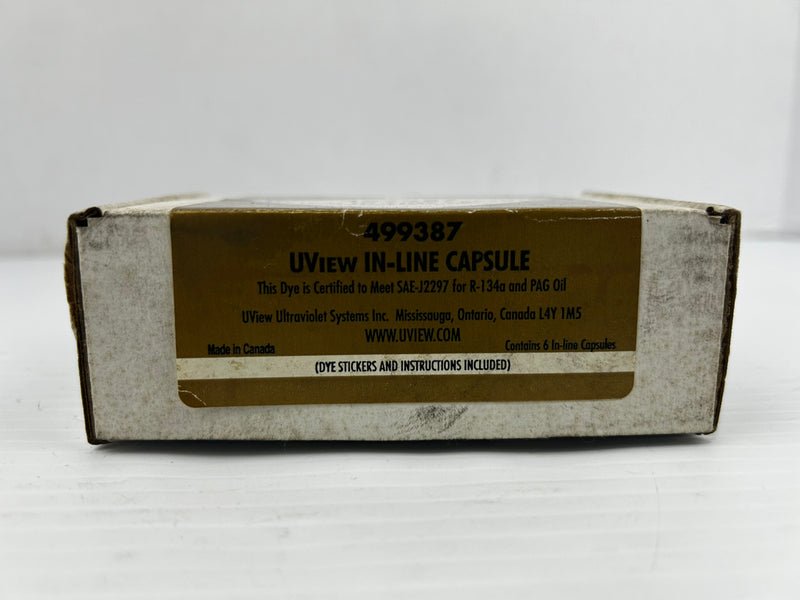 499387
UVIEW IN-LINE CAPSULE
This Dye is Certified to Meet SAE-J2297 for R-134a and PAG Oil
UView Ultraviolet Systems Inc. Mississauga, Ontario, Canada L4Y 1M5
WWW.UVIEW.COM
Made in Canada
Contains 6 In-line Capsules
(DYE STICKERS AND INSTRUCTIONS INCLUDED)